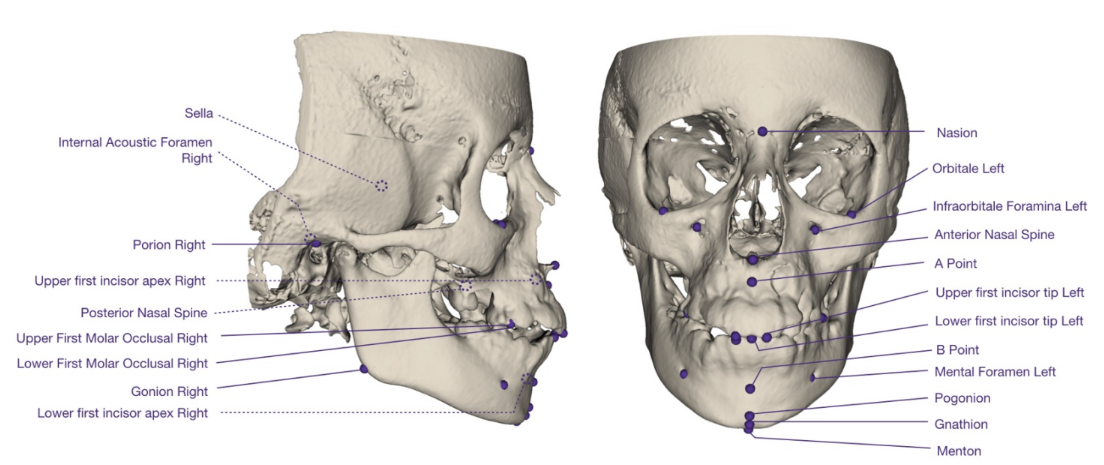 Sella
Internal Acoustic Foramen
Right
Porion Right
Upper first incisor apex Right
Posterior Nasal Spine
Upper First Molar Occlusal Right
Lower First Molar Occlusal Right
Gonion Right
Lower first incisor apex Right
Nasion
Orbitale Left
Infraorbitale Foramina Left
Anterior Nasal Spine
A Point
Upper first incisor tip Left
Lower first incisor tip Left
B Point
Mental Foramen Left
Pogonion
Gnathion
Menton